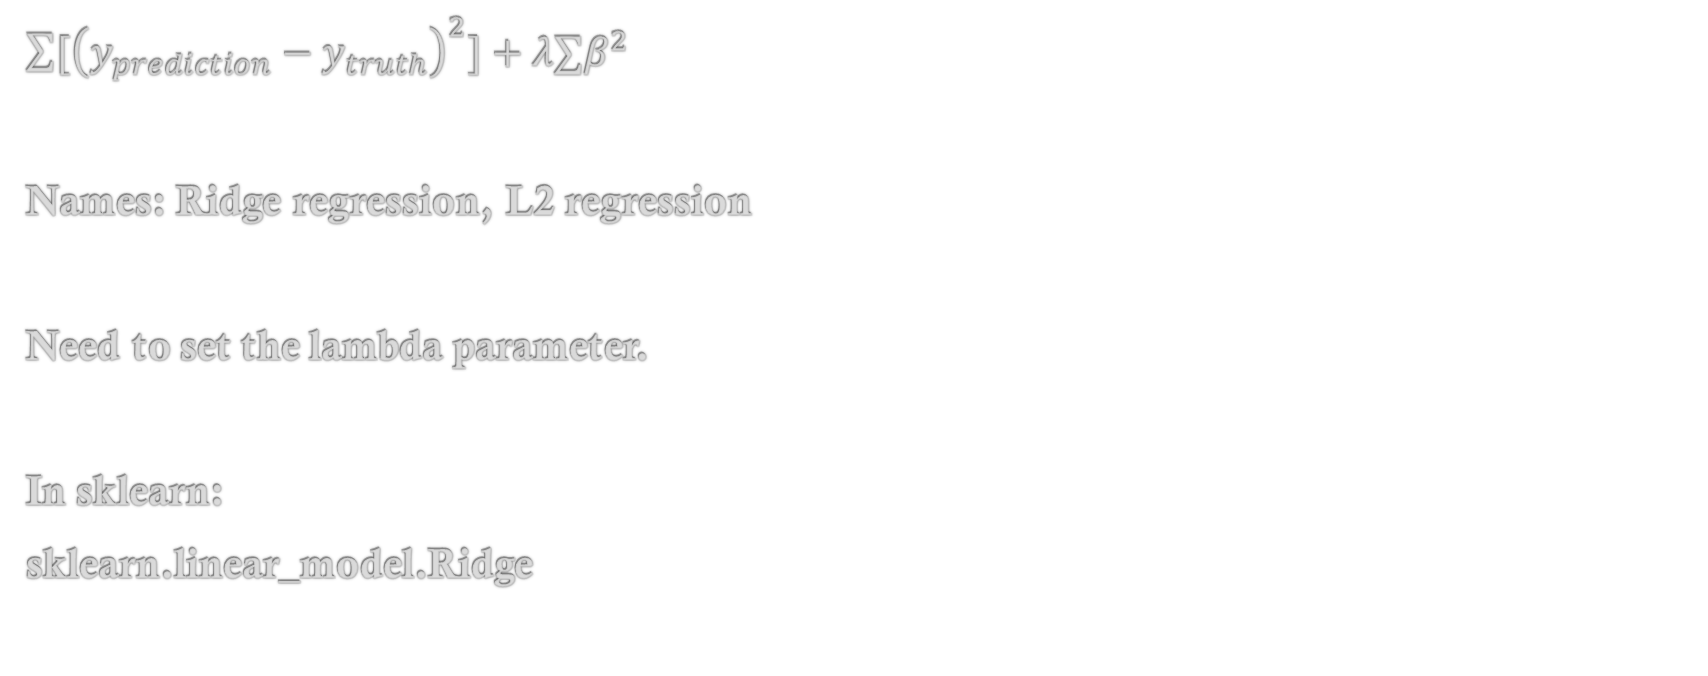 ∑[(y_prediction − y_truth)²] + λ∑β²
Names: Ridge regression, L2 regression
Need to set the lambda parameter.
In sklearn:
sklearn.linear_model.Ridge